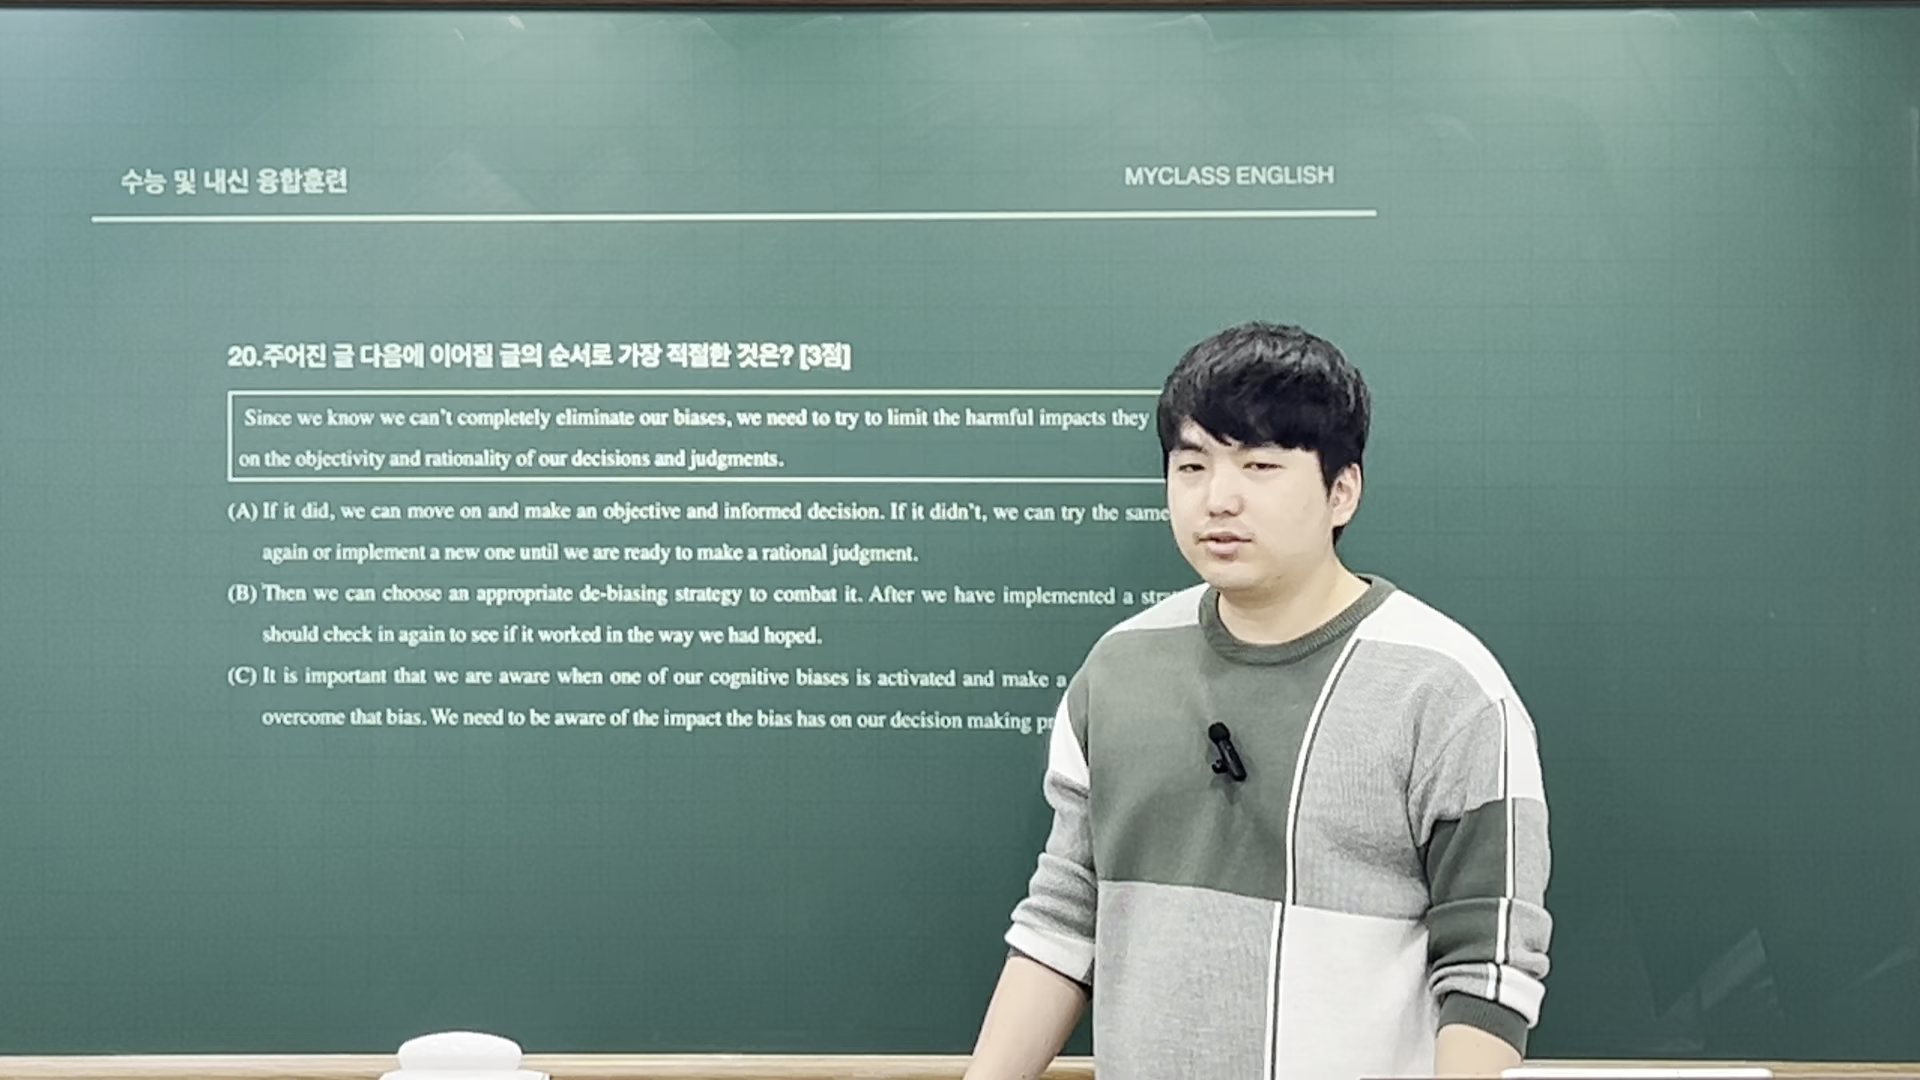 수능 및 내신 융합훈련
MYCLASS ENGLISH
20.주어진 글 다음에 이어질 글의 순서로 가장 적절한 것은? [3점]
Since we know we can't completely eliminate our biases, we need to try to limit the harmful impacts they
on the objectivity and rationality of our decisions and judgments.
(A) If it did, we can move on and make an objective and informed decision. If it didn't, we can try the same
again or implement a new one until we are ready to make a rational judgment.
(B) Then we can choose an appropriate de-biasing strategy to combat it. After we have implemented a
should check in again to see if it worked in the way we had hoped.
(C) It is important that we are aware when one of our cognitive biases is activated and make a
overcome that bias. We need to be aware of the impact the bias has on our decision making